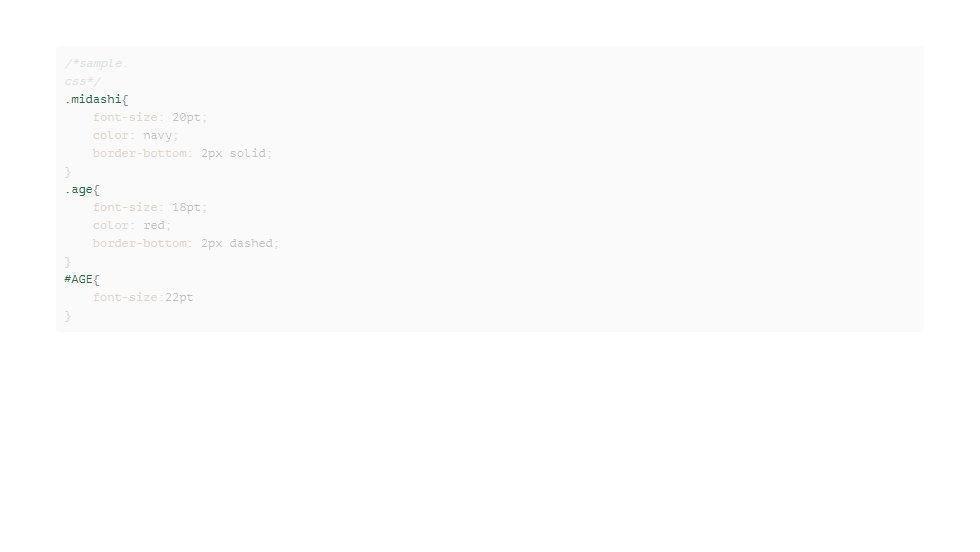 /*sample.
css*/
.midashi{
    font-size: 20pt;
    color: navy;
    border-bottom: 2px solid;
}
.age{
    font-size: 18pt;
    color: red;
    border-bottom: 2px dashed;
}
#AGE{
    font-size:22pt
}